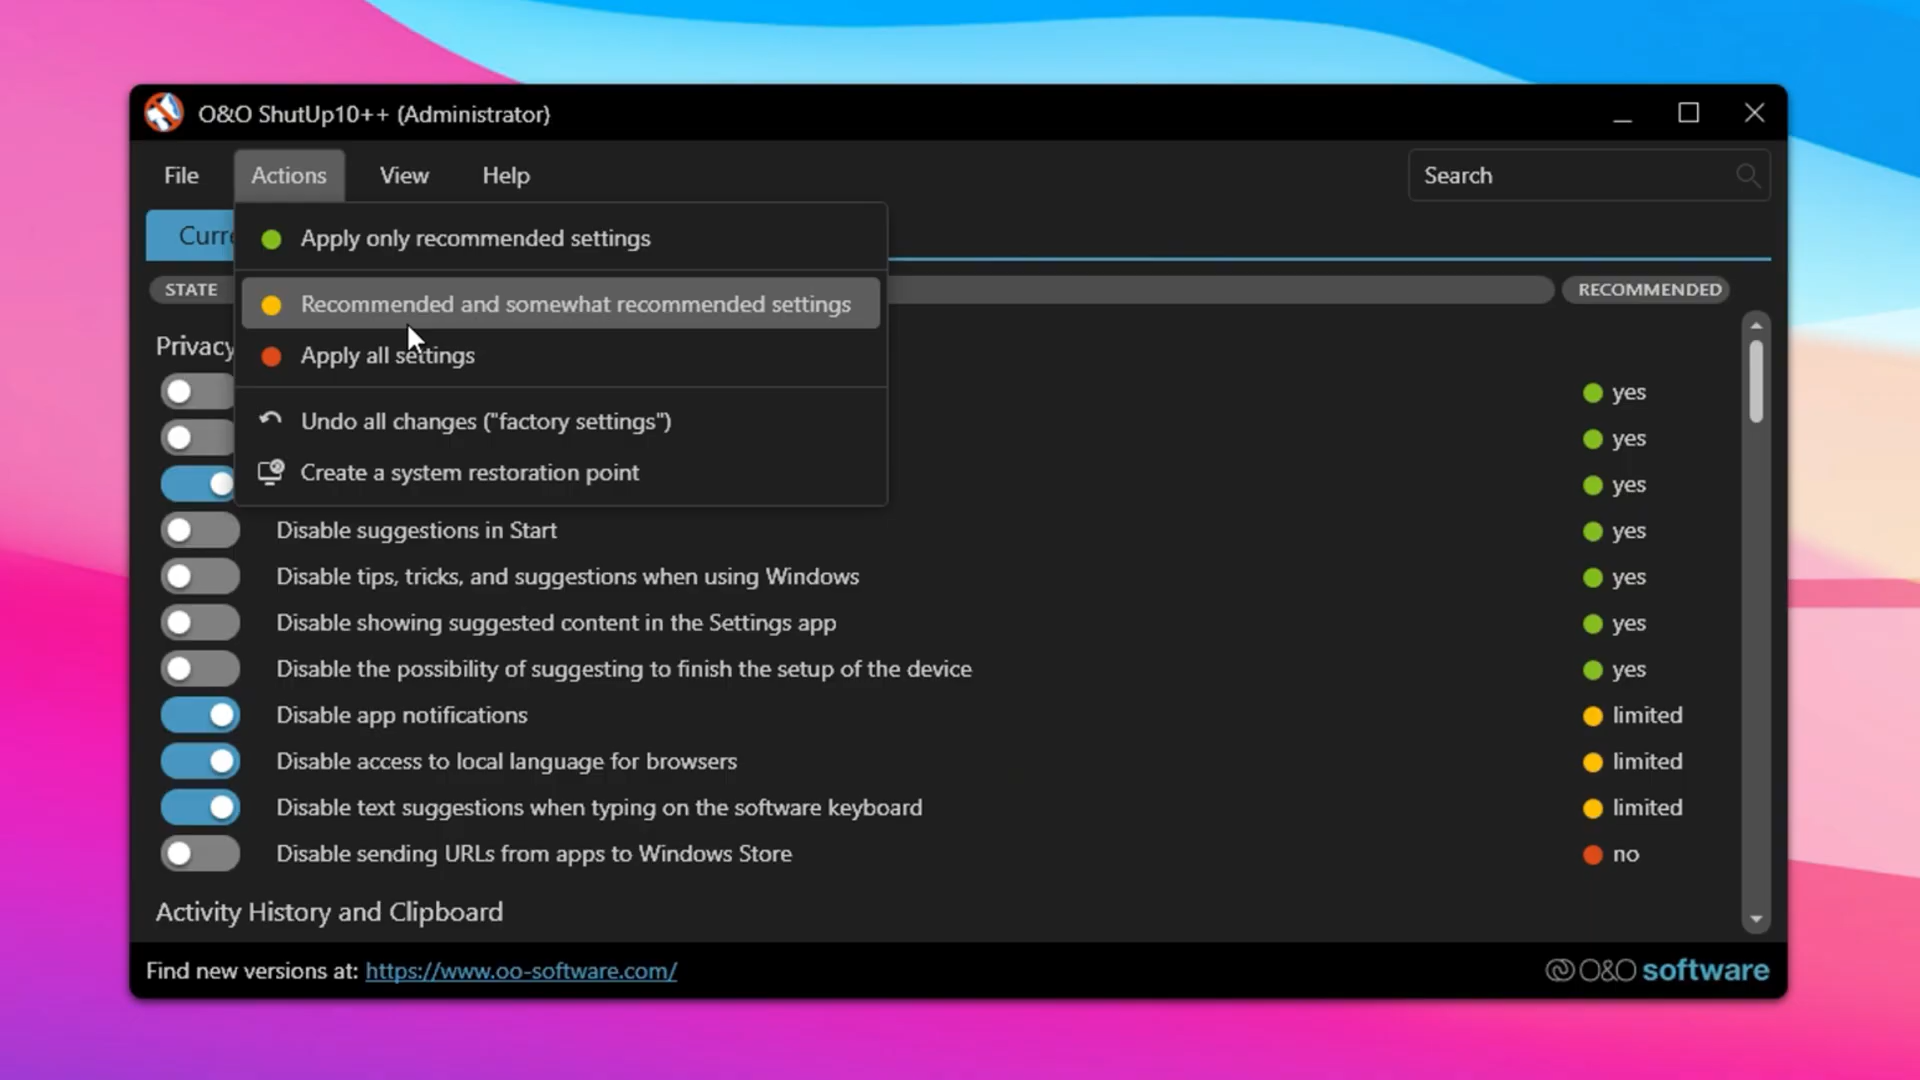 O&O ShutUp10++ (Administrator)
File Actions View Help Search
Curre
Apply only recommended settings
STATE RECOMMENDED
Recommended and somewhat recommended settings
Privacy
Apply all settings
yes
Undo all changes ("factory settings")
yes
Create a system restoration point
yes
Disable suggestions in Start yes
Disable tips, tricks, and suggestions when using Windows yes
Disable showing suggested content in the Settings app yes
Disable the possibility of suggesting to finish the setup of the device yes
Disable app notifications limited
Disable access to local language for browsers limited
Disable text suggestions when typing on the software keyboard limited
Disable sending URLs from apps to Windows Store no
Activity History and Clipboard
Find new versions at: https://www.oo-software.com/ O&O software